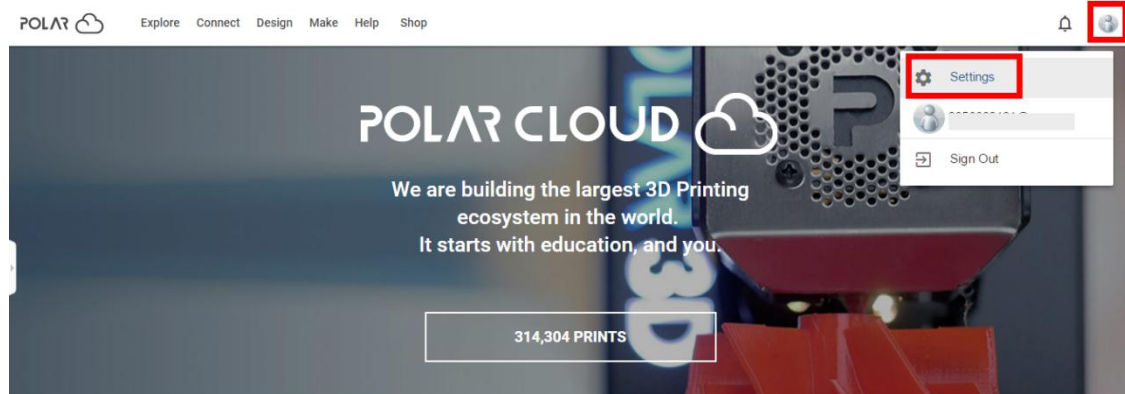 POLAR
Explore Connect Design Make Help Shop
Settings
Sign Out
POLAR CLOUD
We are building the largest 3D Printing
ecosystem in the world.
It starts with education, and you.
314,304 PRINTS